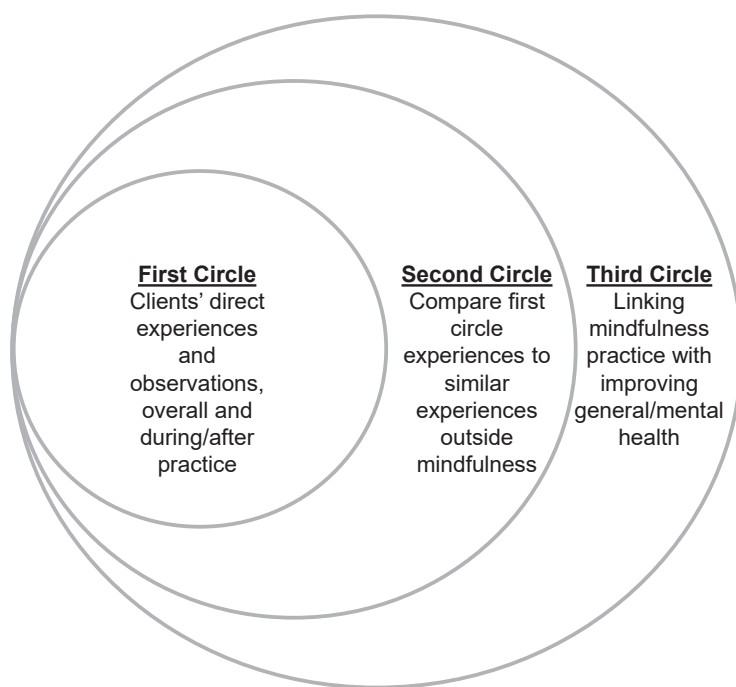 First Circle
Clients’ direct
experiences
and
observations,
overall and
during/after
practice
Second Circle
Compare first
circle
experiences to
similar
experiences
outside
mindfulness
Third Circle
Linking
mindfulness
practice with
improving
general/mental
health